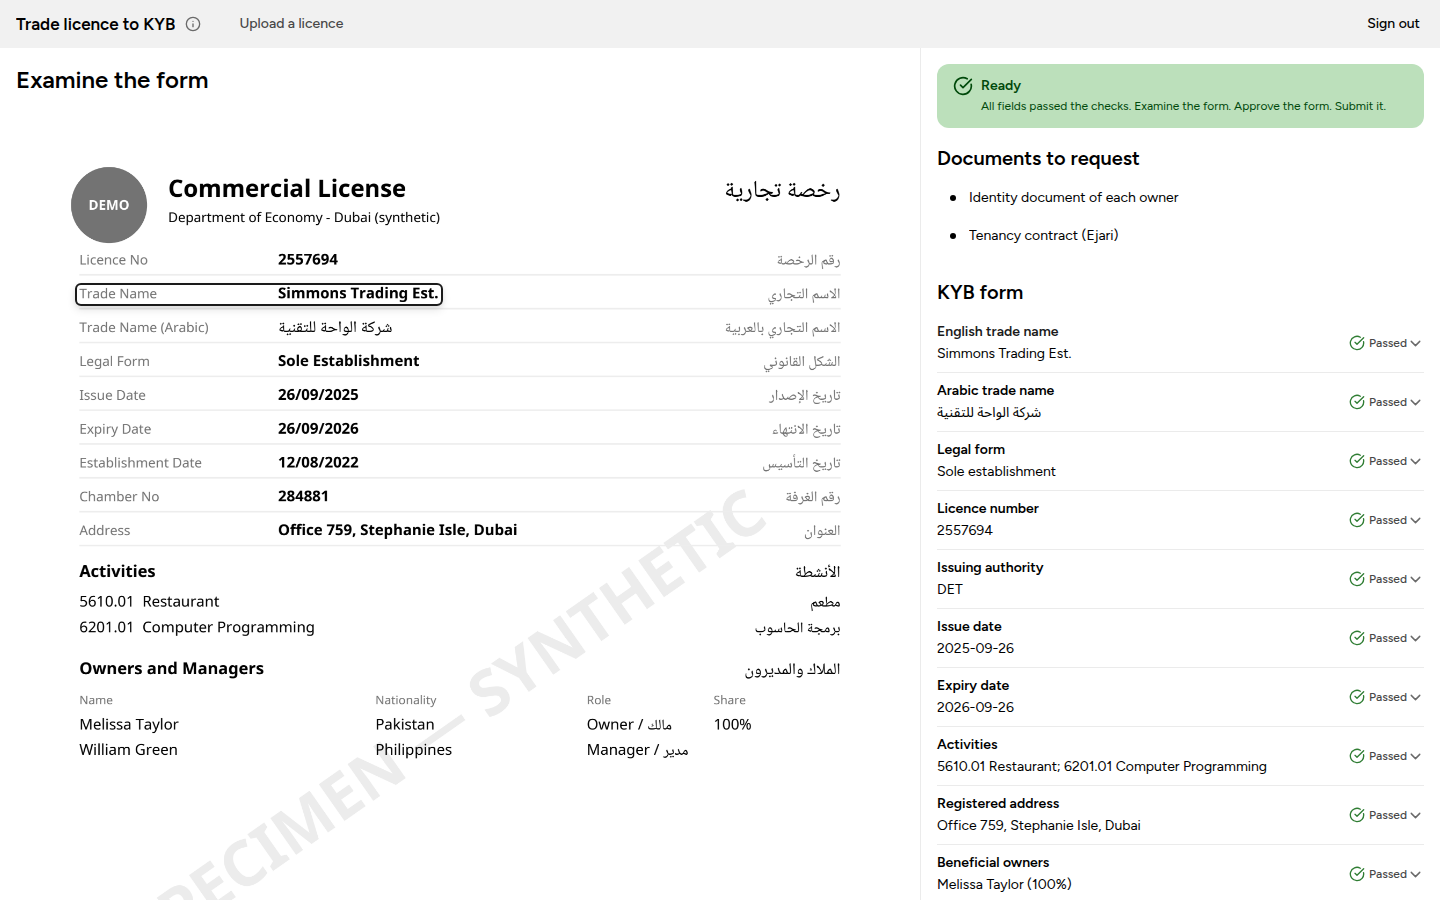 Trade licence to KYB
Upload a licence
Sign out
Examine the form
DEMO
Commercial License
رخصة تجارية
Department of Economy - Dubai (synthetic)
Licence No 2557694 رقم الرخصة
Trade Name Simmons Trading Est. الاسم التجاري
Trade Name (Arabic) شركة الواحة للتقنية الاسم التجاري بالعربية
Legal Form Sole Establishment الشكل القانوني
Issue Date 26/09/2025 تاريخ الإصدار
Expiry Date 26/09/2026 تاريخ الانتهاء
Establishment Date 12/08/2022 تاريخ التأسيس
Chamber No 284881 رقم الغرفة
Address Office 759, Stephanie Isle, Dubai العنوان
Activities الأنشطة
5610.01 Restaurant مطعم
6201.01 Computer Programming برمجة الحاسوب
Owners and Managers الملاك والمديرون
Name Nationality Role Share
Melissa Taylor Pakistan Owner / مالك 100%
William Green Philippines Manager / مدير
PECIMEN — SYNTHETIC
Ready
All fields passed the checks. Examine the form. Approve the form. Submit it.
Documents to request
Identity document of each owner
Tenancy contract (Ejari)
KYB form
English trade name
Simmons Trading Est.
Passed
Arabic trade name
شركة الواحة للتقنية
Passed
Legal form
Sole establishment
Passed
Licence number
2557694
Passed
Issuing authority
DET
Passed
Issue date
2025-09-26
Passed
Expiry date
2026-09-26
Passed
Activities
5610.01 Restaurant; 6201.01 Computer Programming
Passed
Registered address
Office 759, Stephanie Isle, Dubai
Passed
Beneficial owners
Melissa Taylor (100%)
Passed